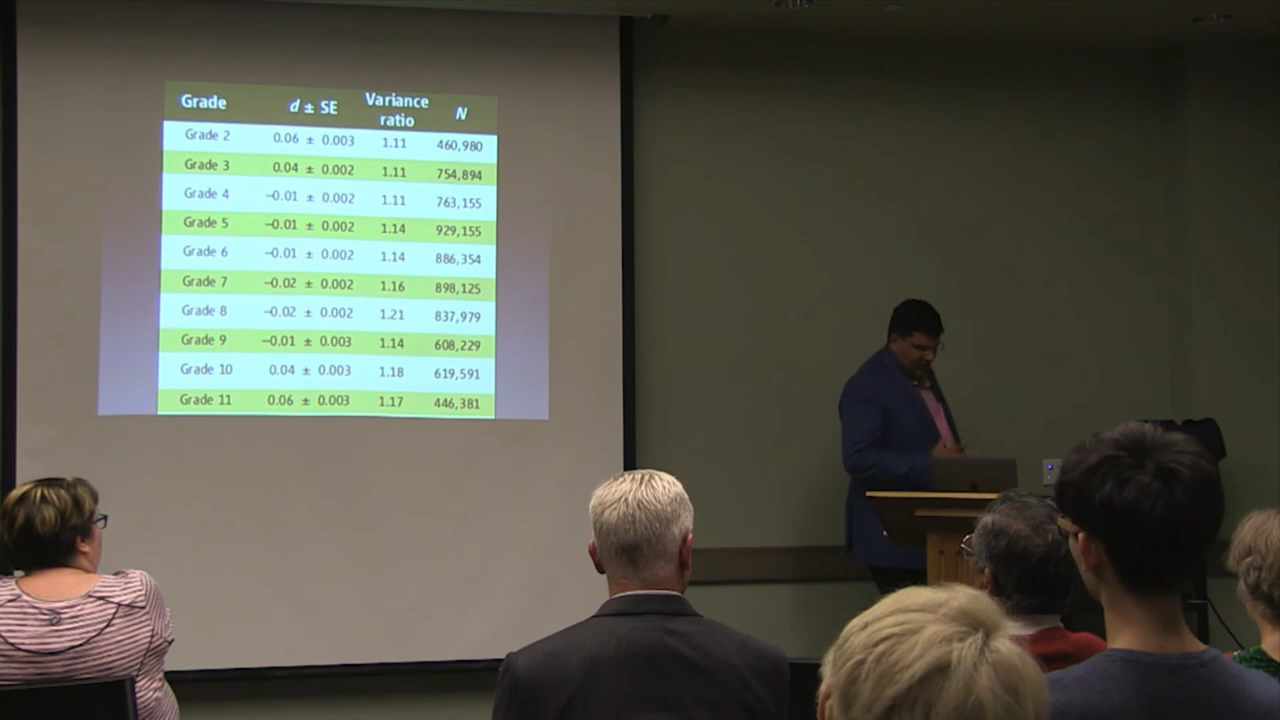 Grade d ± SE Variance ratio N
Grade 2 0.06 ± 0.003 1.11 460,980
Grade 3 0.04 ± 0.002 1.11 754,894
Grade 4 −0.01 ± 0.002 1.11 763,155
Grade 5 −0.01 ± 0.002 1.14 929,155
Grade 6 −0.01 ± 0.002 1.14 886,354
Grade 7 −0.02 ± 0.002 1.16 898,125
Grade 8 −0.02 ± 0.002 1.21 837,979
Grade 9 −0.01 ± 0.003 1.14 608,229
Grade 10 0.04 ± 0.003 1.18 619,591
Grade 11 0.06 ± 0.003 1.17 446,381